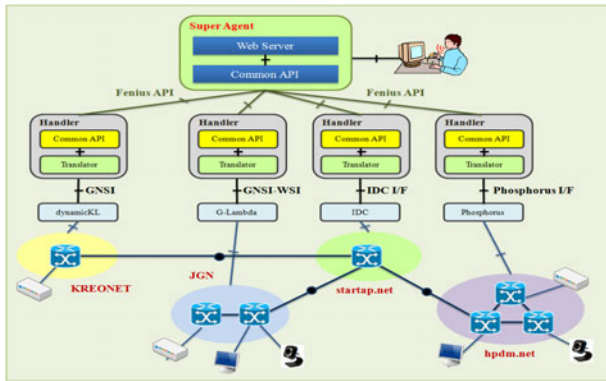 Super Agent
Web Server
Common API
Fenius API
Fenius API
Handler
Common API
Translator
Handler
Common API
Translator
Handler
Common API
Translator
Handler
Common API
Translator
GNSI
GNSI-WSI
IDC I/F
Phosphorus I/F
dynamicKL
G-Lambda
IDC
Phosphorus
KREONET
JGN
startap.net
hpdm.net